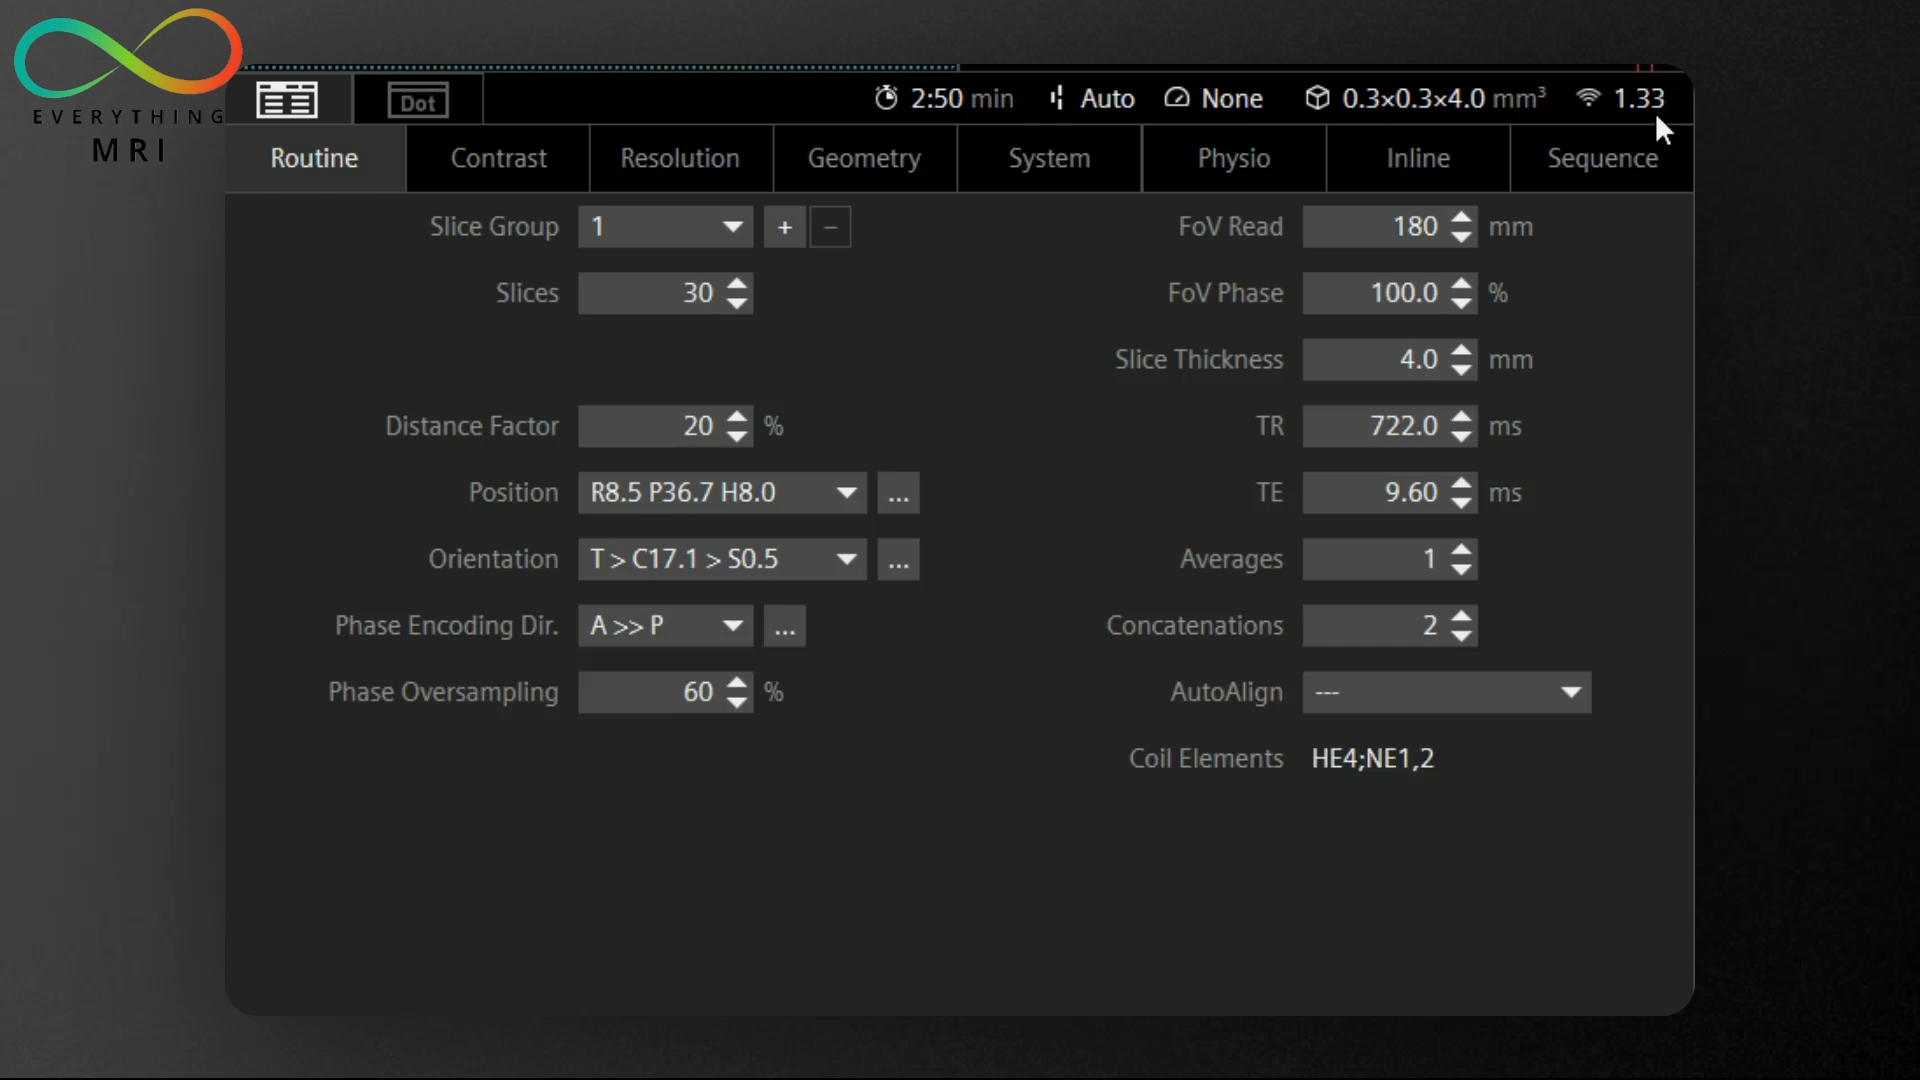 EVERYTHING
MRI
Dot
2:50 min Auto None 0.3×0.3×4.0 mm³ 1.33
Routine Contrast Resolution Geometry System Physio Inline Sequence
Slice Group 1 + −
Slices 30
Distance Factor 20 %
Position R8.5 P36.7 H8.0 ...
Orientation T > C17.1 > S0.5 ...
Phase Encoding Dir. A >> P ...
Phase Oversampling 60 %
FoV Read 180 mm
FoV Phase 100.0 %
Slice Thickness 4.0 mm
TR 722.0 ms
TE 9.60 ms
Averages 1
Concatenations 2
AutoAlign ---
Coil Elements HE4;NE1,2